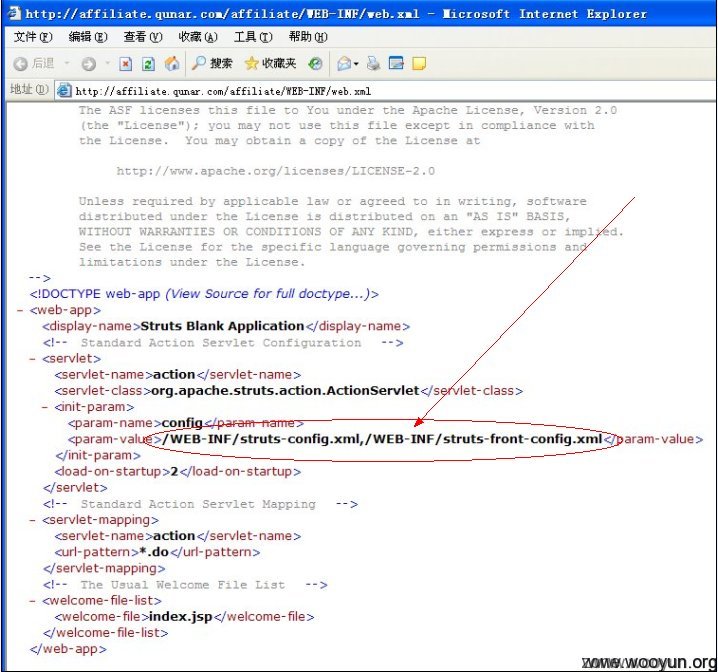 http://affiliate.qunar.com/affiliate/WEB-INF/web.xml - Microsoft Internet Explorer
文件(F) 编辑(E) 查看(V) 收藏(A) 工具(T) 帮助(H)
后退 搜索 收藏夹
地址(D) http://affiliate.qunar.com/affiliate/WEB-INF/web.xml
The ASF licenses this file to You under the Apache License, Version 2.0
(the "License"); you may not use this file except in compliance with
the License. You may obtain a copy of the License at
http://www.apache.org/licenses/LICENSE-2.0
Unless required by applicable law or agreed to in writing, software
distributed under the License is distributed on an "AS IS" BASIS,
WITHOUT WARRANTIES OR CONDITIONS OF ANY KIND, either express or implied.
See the License for the specific language governing permissions and
limitations under the License.
-->
<!DOCTYPE web-app (View Source for full doctype...)>
- <web-app>
<display-name>Struts Blank Application</display-name>
<!-- Standard Action Servlet Configuration -->
- <servlet>
<servlet-name>action</servlet-name>
<servlet-class>org.apache.struts.action.ActionServlet</servlet-class>
- <init-param>
<param-name>config</param-name>
<param-value>/WEB-INF/struts-config.xml,/WEB-INF/struts-front-config.xml</param-value>
</init-param>
<load-on-startup>2</load-on-startup>
</servlet>
<!-- Standard Action Servlet Mapping -->
- <servlet-mapping>
<servlet-name>action</servlet-name>
<url-pattern>*.do</url-pattern>
</servlet-mapping>
<!-- The Usual Welcome File List -->
- <welcome-file-list>
<welcome-file>index.jsp</welcome-file>
</welcome-file-list>
</web-app>
zone.wooyun.org